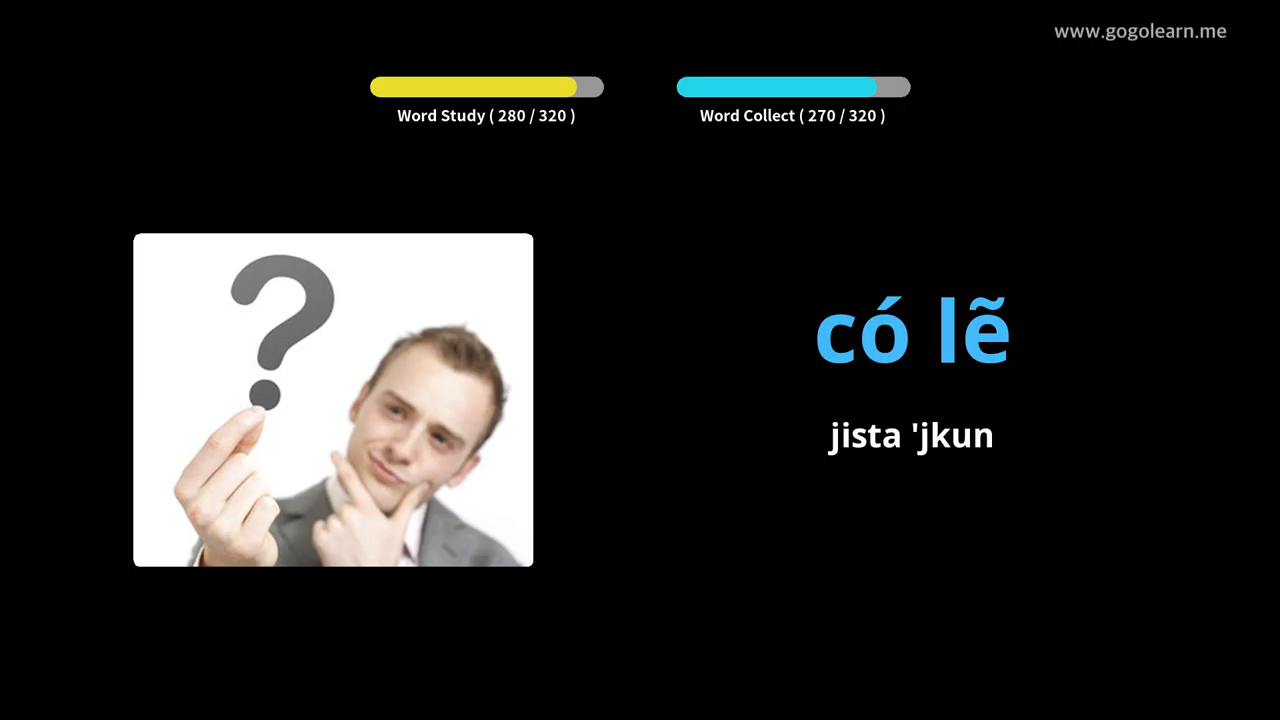 www.gogolearn.me
Word Study ( 280 / 320 )
Word Collect ( 270 / 320 )
có lẽ
jista 'jkun